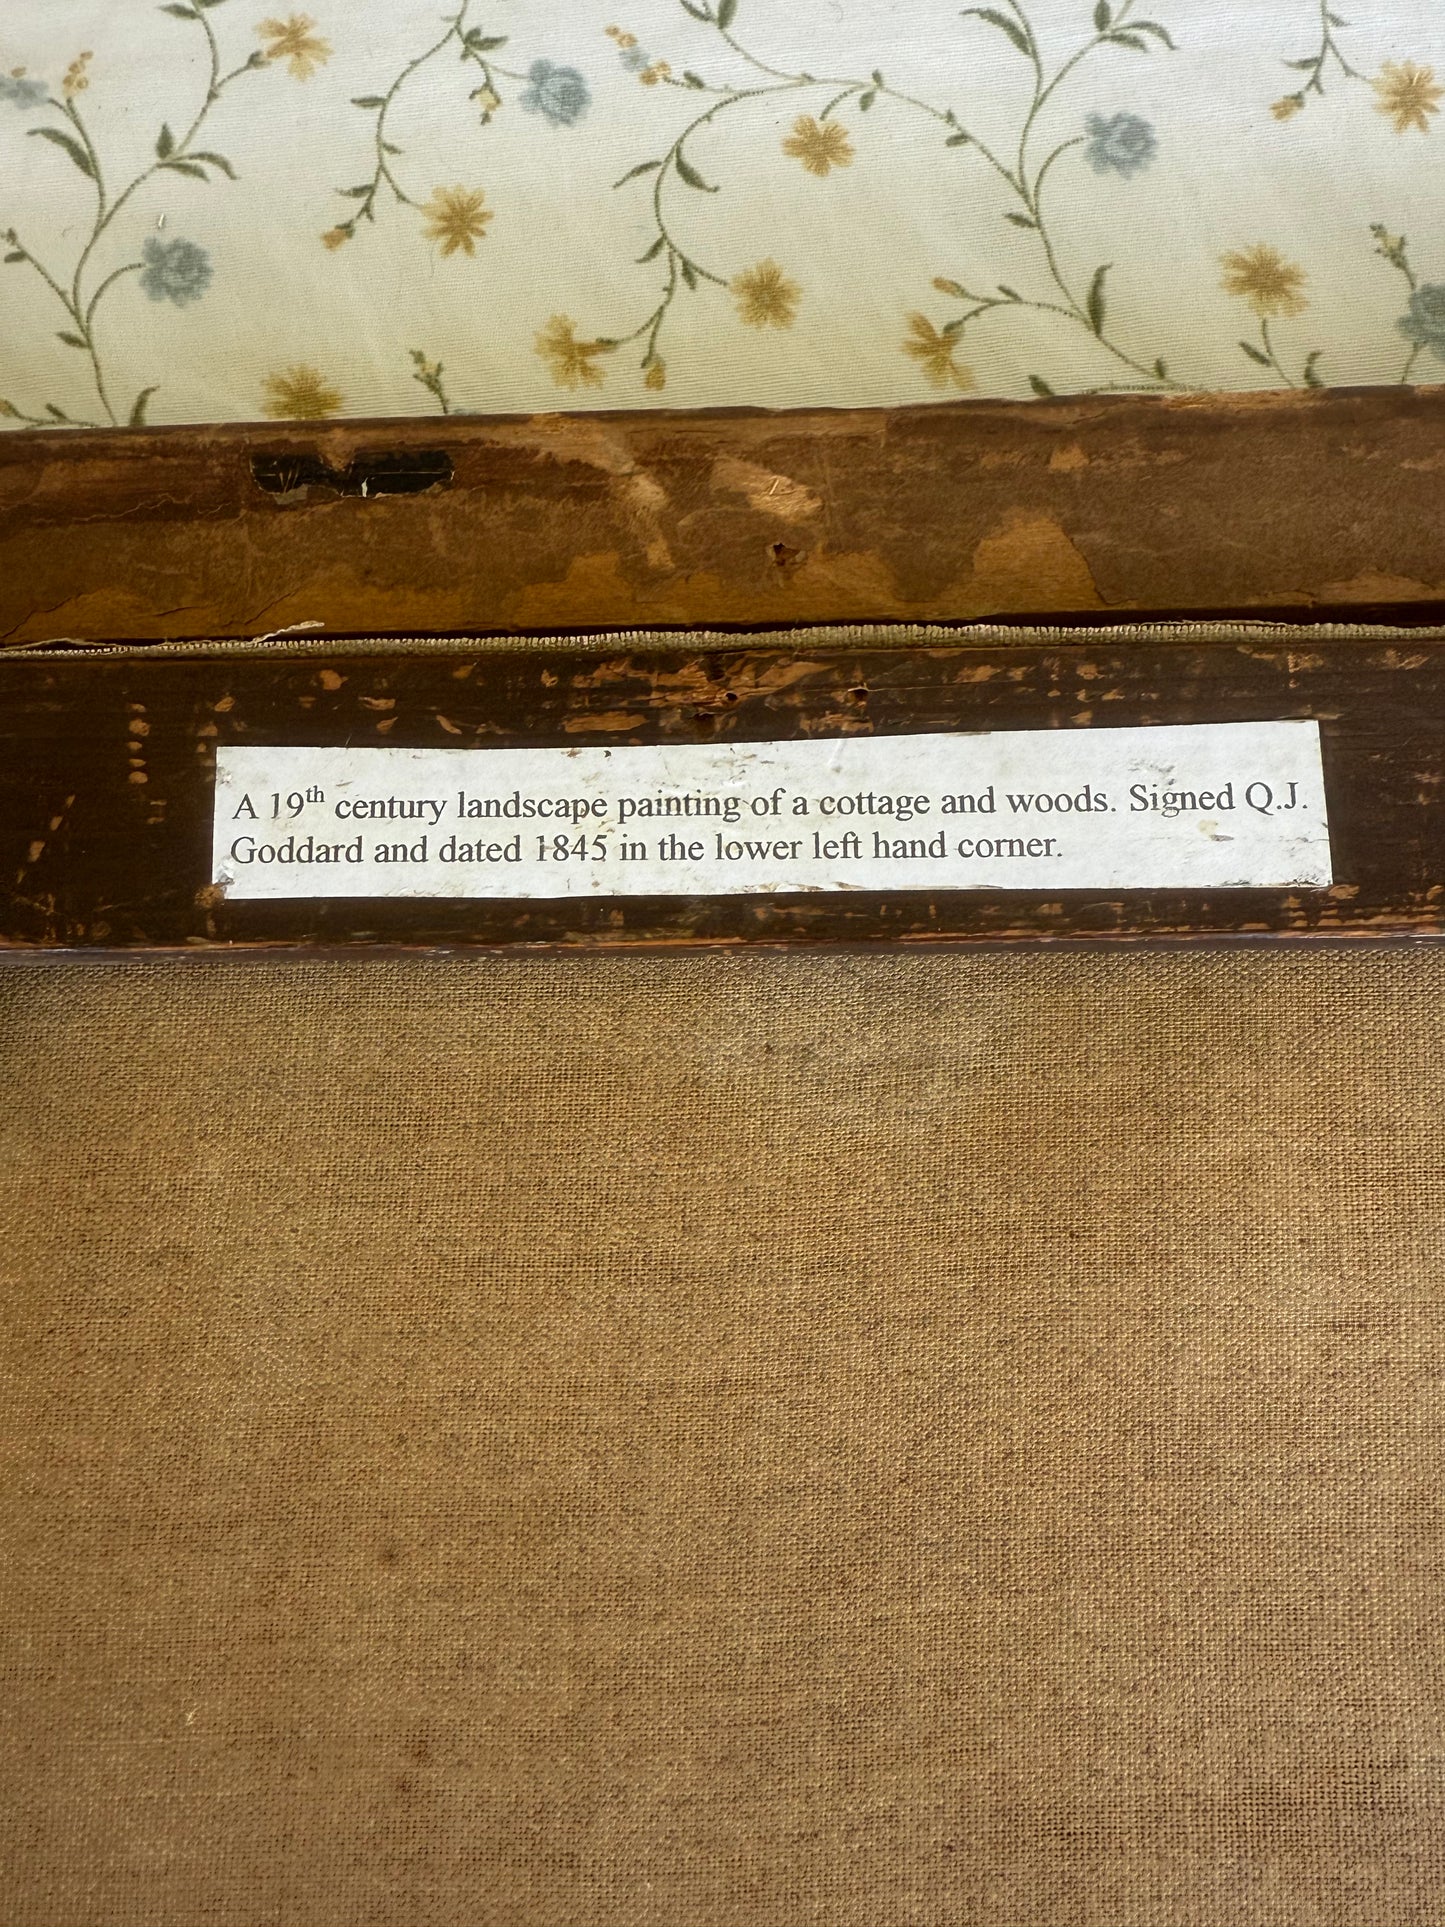 A 19th century landscape painting of a cottage and woods. Signed Q.J.
Goddard and dated 1845 in the lower left hand corner.